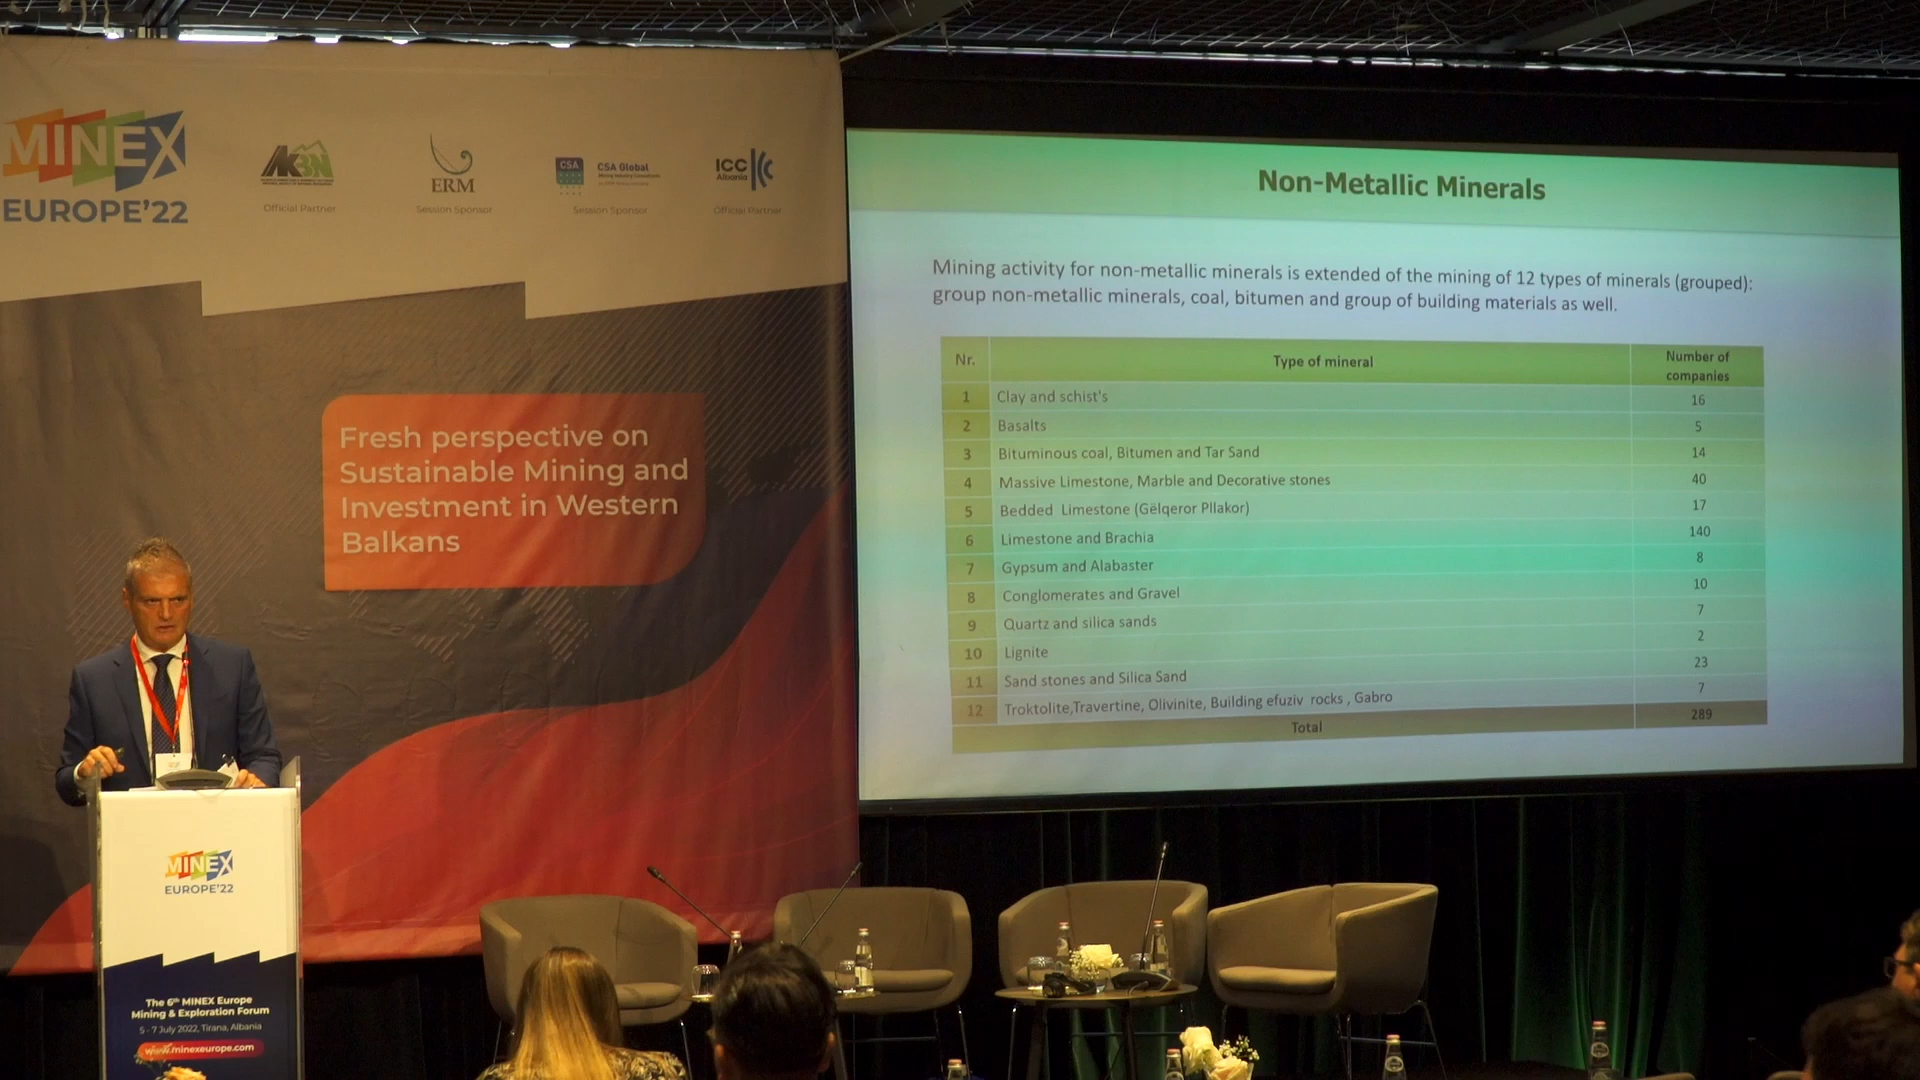 MINEX
EUROPE'22
AKBN
Official Partner
ERM
Session Sponsor
CSA
CSA Global
Mining Industry Consultants
Session Sponsor
ICC
Albania
Official Partner
Fresh perspective on
Sustainable Mining and
Investment in Western
Balkans
Non-Metallic Minerals
Mining activity for non-metallic minerals is extended of the mining of 12 types of minerals (grouped):
group non-metallic minerals, coal, bitumen and group of building materials as well.
Nr. Type of mineral Number of companies
1 Clay and schist's 16
2 Basalts 5
3 Bituminous coal, Bitumen and Tar Sand 14
4 Massive Limestone, Marble and Decorative stones 40
5 Bedded Limestone (Gëlqeror Pllakor) 17
6 Limestone and Brachia 140
7 Gypsum and Alabaster 8
8 Conglomerates and Gravel 10
9 Quartz and silica sands 7
10 Lignite 2
11 Sand stones and Silica Sand 23
12 Troktolite,Travertine, Olivinite, Building efuziv rocks , Gabro 7
Total 289
MINEX
EUROPE'22
The 6th MINEX Europe
Mining & Exploration Forum
5 - 7 July 2022, Tirana, Albania
www.minexeurope.com